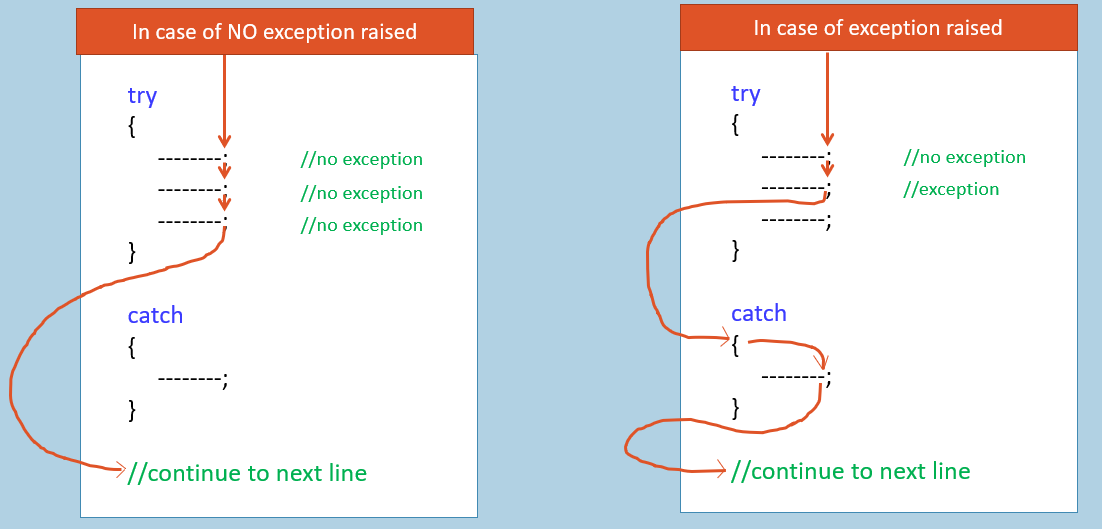 In case of NO exception raised
try
{
--------; //no exception
--------; //no exception
--------; //no exception
}
catch
{
--------;
}
//continue to next line
In case of exception raised
try
{
--------; //no exception
--------; //exception
--------;
}
catch
{
--------;
}
//continue to next line